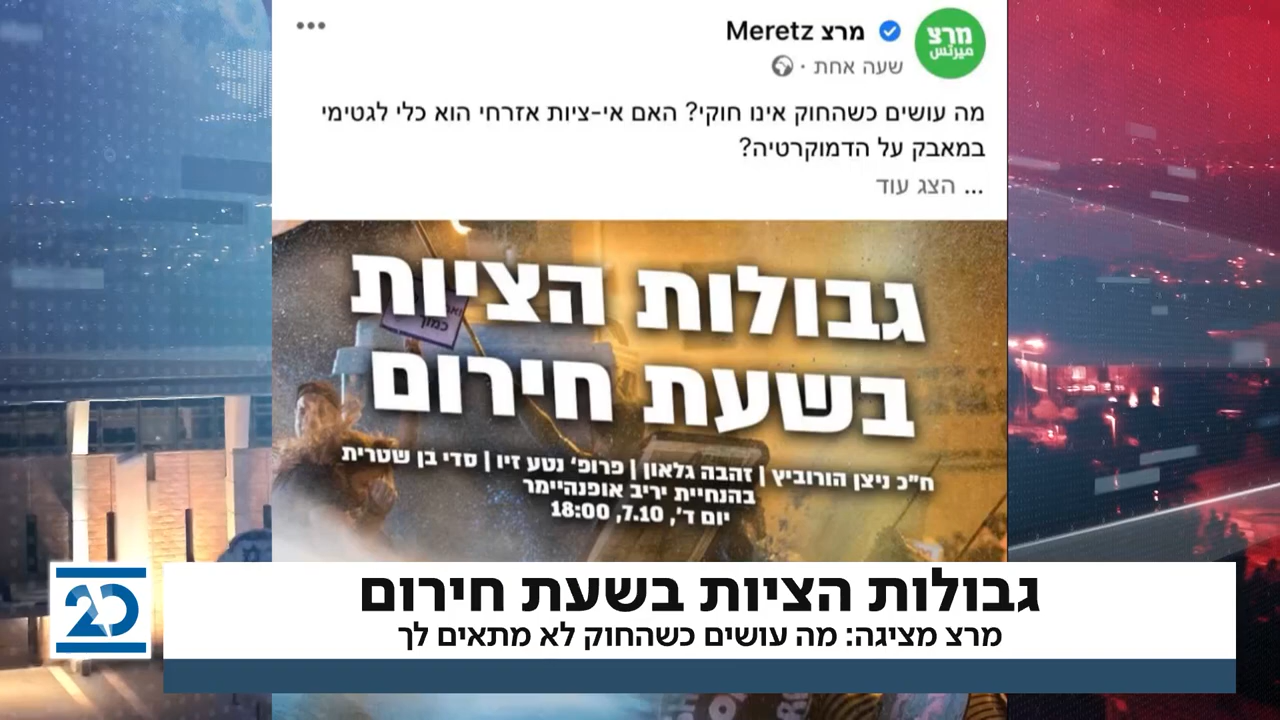 מרצ Meretz
מרצ
ميرتس
שעה אחת ·
מה עושים כשהחוק אינו חוקי? האם אי-ציות אזרחי הוא כלי לגטימי
במאבק על הדמוקרטיה?
... הצג עוד
גבולות הציות
בשעת חירום
כמוך
ח"כ ניצן הורוביץ | זהבה גלאון | פרופ' נטע זיו | סדי בן שטרית
בהנחיית יריב אופנהיימר
יום ד', 7.10, 18:00
20
גבולות הציות בשעת חירום
מרצ מציגה: מה עושים כשהחוק לא מתאים לך